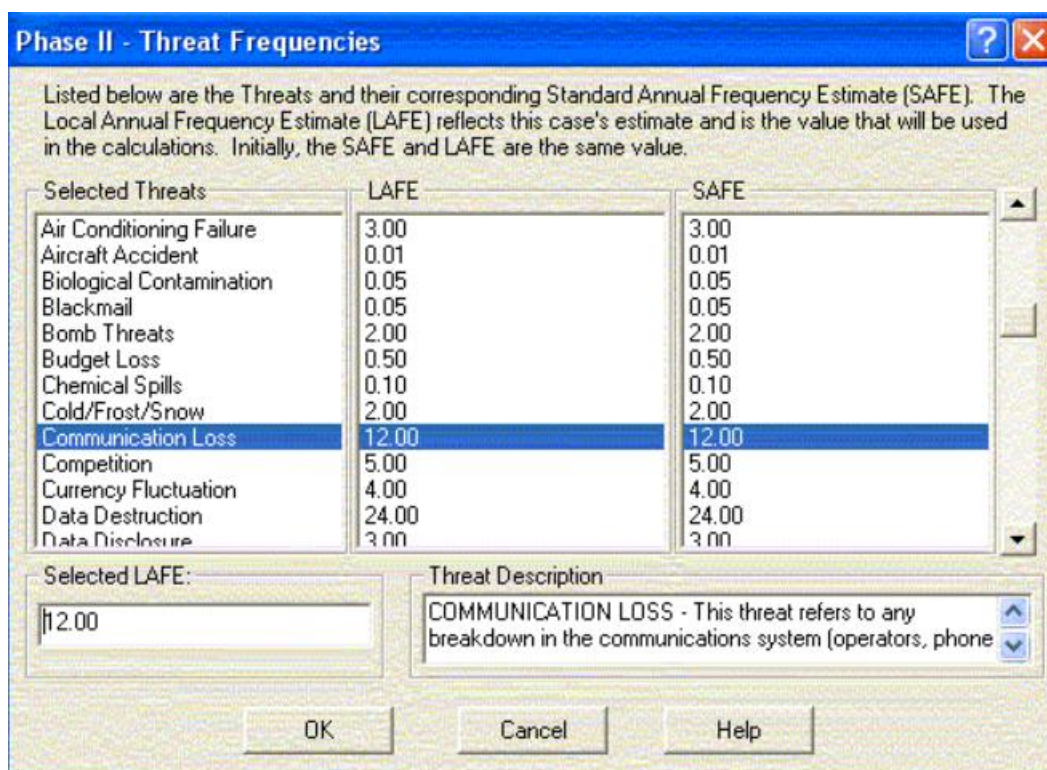 Phase II - Threat Frequencies
Listed below are the Threats and their corresponding Standard Annual Frequency Estimate (SAFE). The
Local Annual Frequency Estimate (LAFE) reflects this case's estimate and is the value that will be used
in the calculations. Initially, the SAFE and LAFE are the same value.
Selected Threats LAFE SAFE
Air Conditioning Failure 3.00 3.00
Aircraft Accident 0.01 0.01
Biological Contamination 0.05 0.05
Blackmail 0.05 0.05
Bomb Threats 2.00 2.00
Budget Loss 0.50 0.50
Chemical Spills 0.10 0.10
Cold/Frost/Snow 2.00 2.00
Communication Loss 12.00 12.00
Competition 5.00 5.00
Currency Fluctuation 4.00 4.00
Data Destruction 24.00 24.00
Data Disclosure 3.00 3.00
Selected LAFE: Threat Description
12.00
COMMUNICATION LOSS - This threat refers to any
breakdown in the communications system (operators, phone
OK Cancel Help